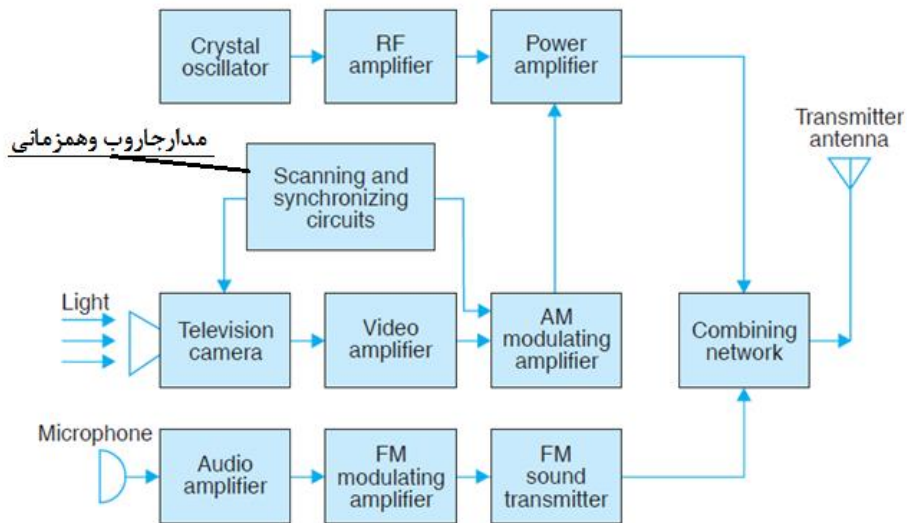 Crystal
oscillator
RF
amplifier
Power
amplifier
Transmitter
antenna
مدارجاروب وهمزمانی
Scanning and
synchronizing
circuits
Light
Television
camera
Video
amplifier
AM
modulating
amplifier
Combining
network
Microphone
Audio
amplifier
FM
modulating
amplifier
FM
sound
transmitter